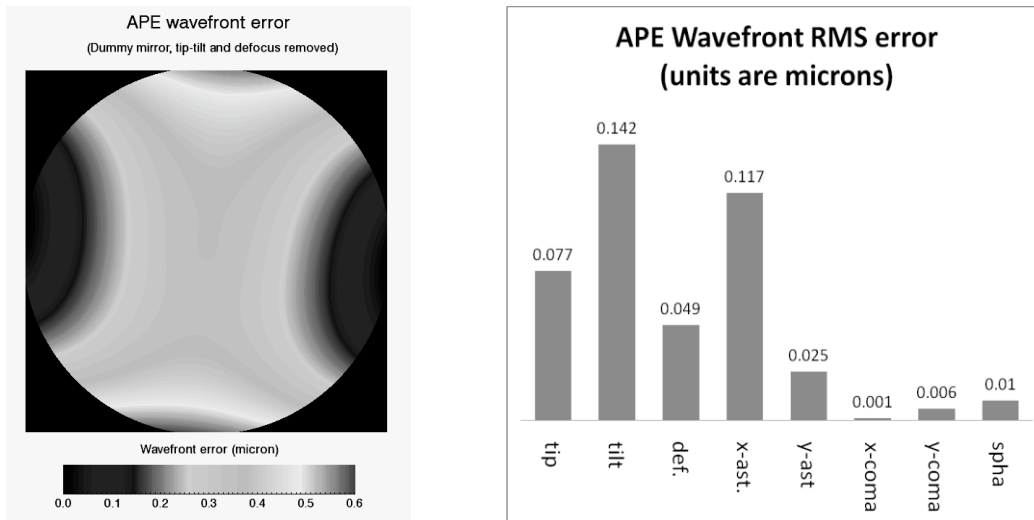 APE wavefront error
(Dummy mirror, tip-tilt and defocus removed)
Wavefront error (micron)
0.0 0.1 0.2 0.3 0.4 0.5 0.6
APE Wavefront RMS error
(units are microns)
0.077
0.142
0.049
0.117
0.025
0.001
0.006
0.01
tip
tilt
def.
x-ast.
y-ast
x-coma
y-coma
spha